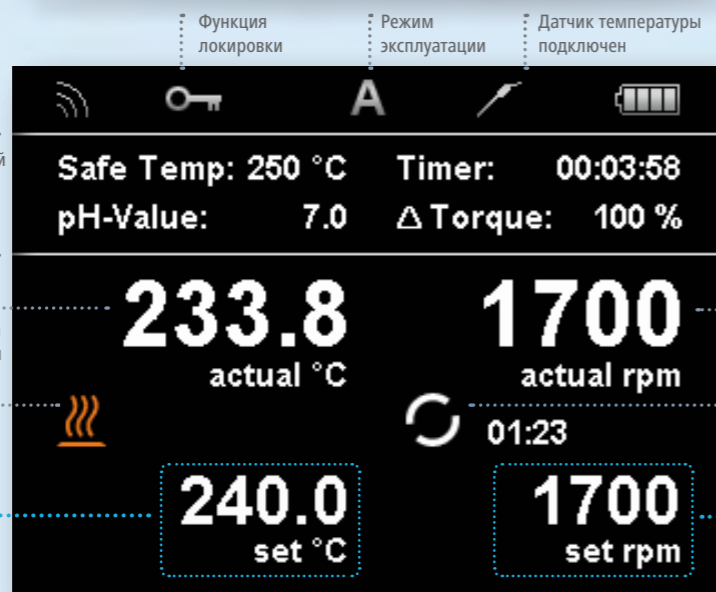 Функция
локировки
Режим
эксплуатации
Датчик температуры
подключен
A
й
Safe Temp: 250 °C
Timer: 00:03:58
pH-Value: 7.0
Δ Torque: 100 %
233.8
actual °C
1700
actual rpm
01:23
240.0
set °C
1700
set rpm